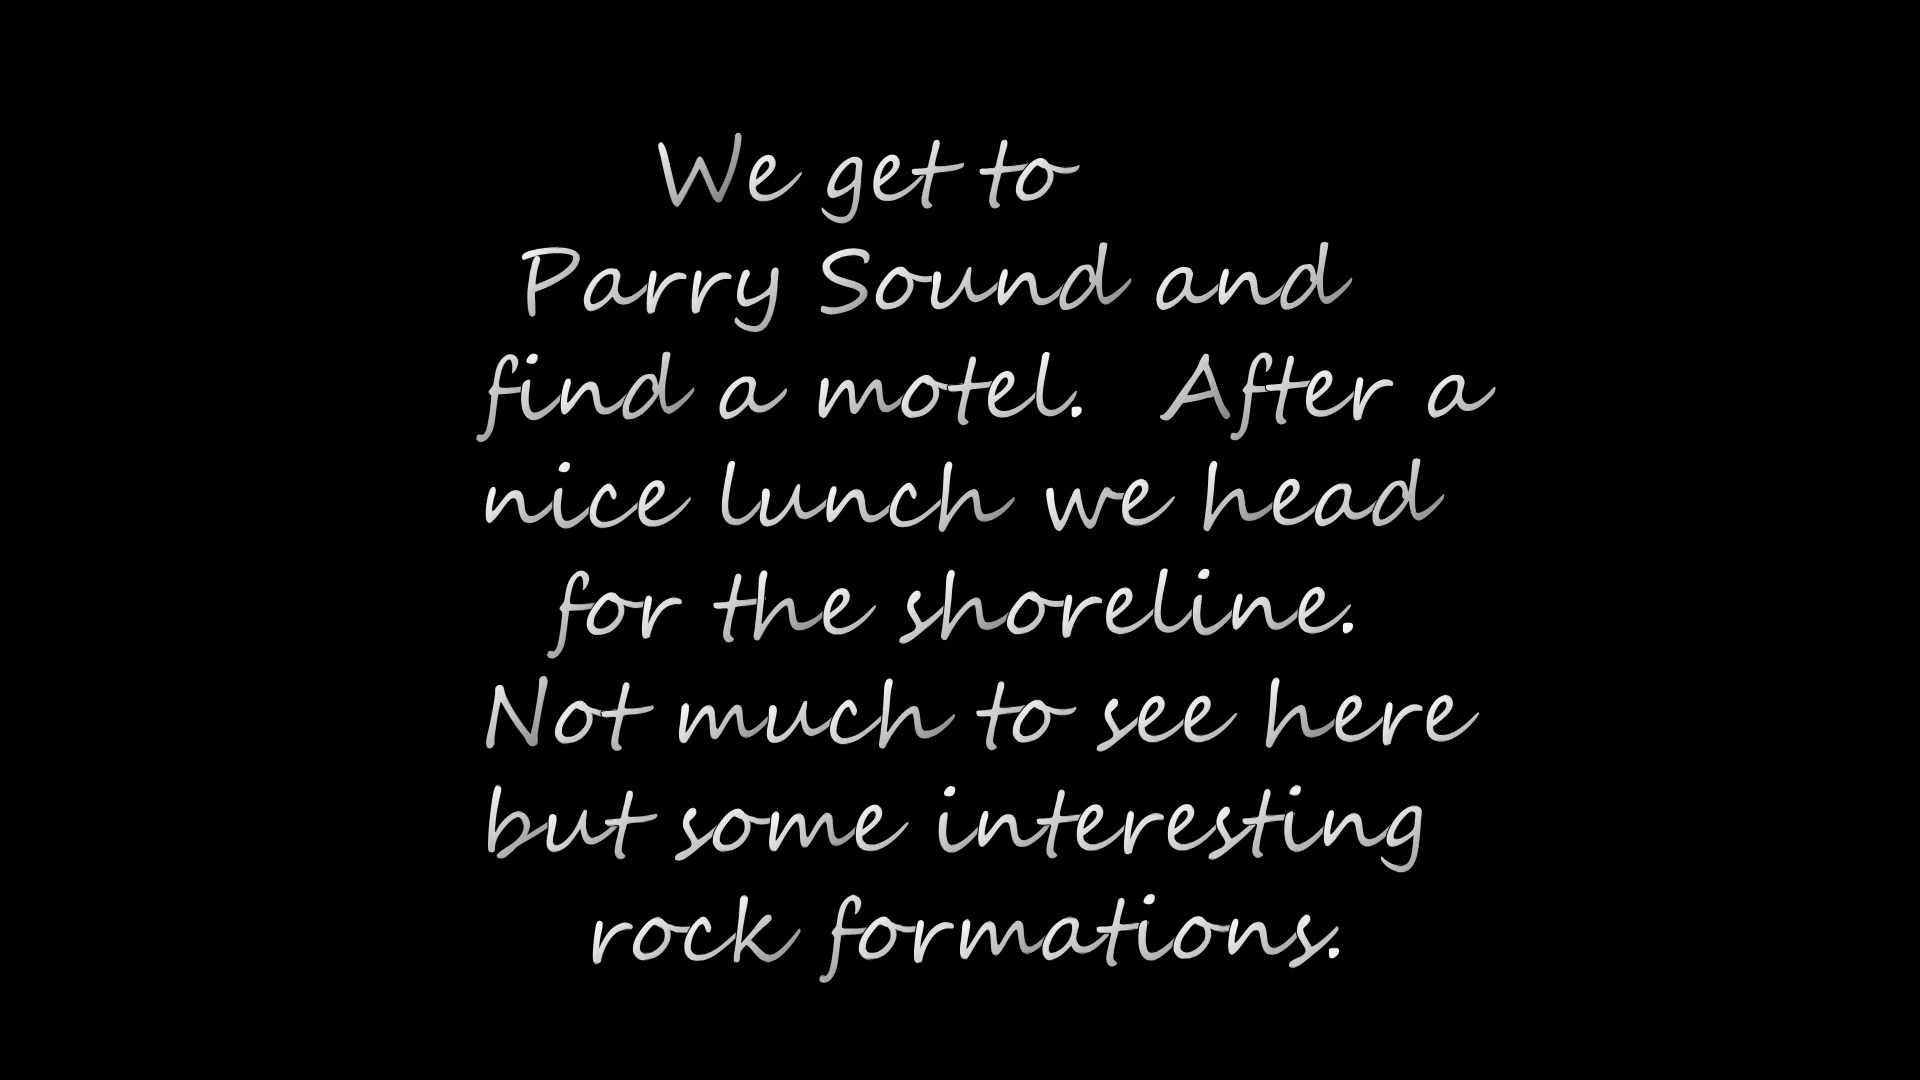 We get to
Parry Sound and
find a motel.  After a
nice lunch we head
for the shoreline.
Not much to see here
but some interesting
rock formations.